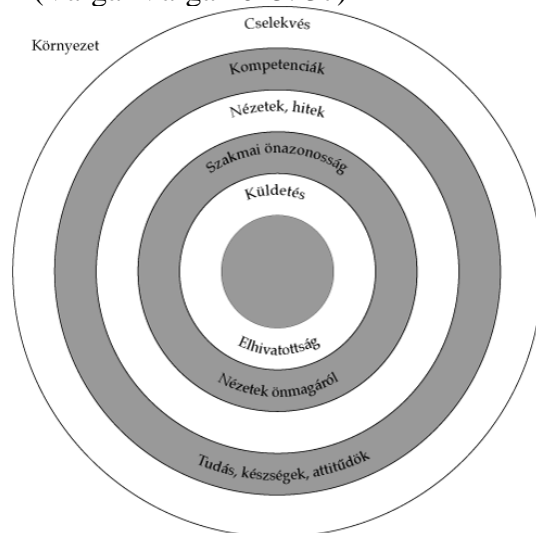 Cselekvés
Környezet
Kompetenciák
Nézetek, hitek
Szakmai önazonosság
Küldetés
Elhivatottság
Nézetek önmagáról
Tudás, készségek, attitűdök